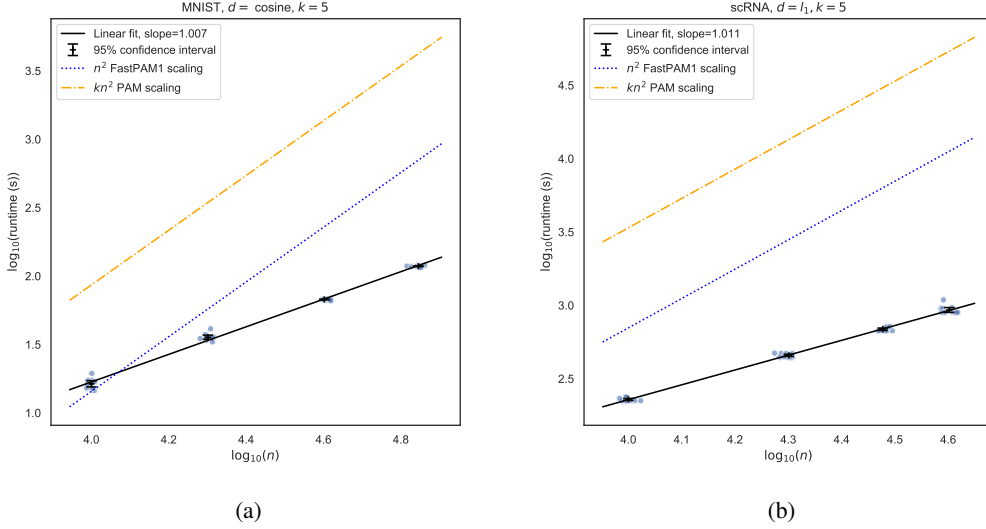 MNIST, d = cosine, k = 5
Linear fit, slope=1.007
95% confidence interval
n² FastPAM1 scaling
kn² PAM scaling
log₁₀(runtime (s))
3.5
3.0
2.5
2.0
1.5
1.0
4.0
4.2
4.4
4.6
4.8
log₁₀(n)
(a)
scRNA, d = l₁, k = 5
Linear fit, slope=1.011
95% confidence interval
n² FastPAM1 scaling
kn² PAM scaling
log₁₀(runtime (s))
4.5
4.0
3.5
3.0
2.5
4.0
4.1
4.2
4.3
4.4
4.5
4.6
log₁₀(n)
(b)